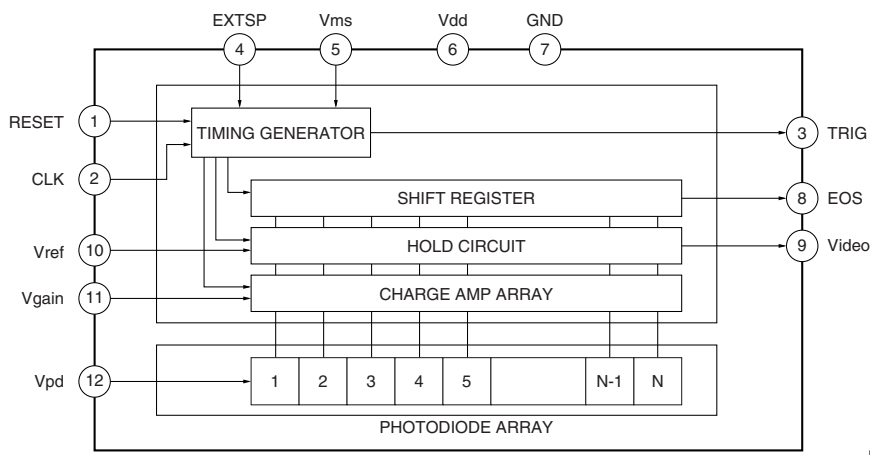 EXTSP Vms Vdd GND
4 5 6 7
RESET 1 TIMING GENERATOR 3 TRIG
CLK 2
SHIFT REGISTER 8 EOS
Vref 10 HOLD CIRCUIT 9 Video
Vgain 11 CHARGE AMP ARRAY
Vpd 12 1 2 3 4 5 N-1 N
PHOTODIODE ARRAY